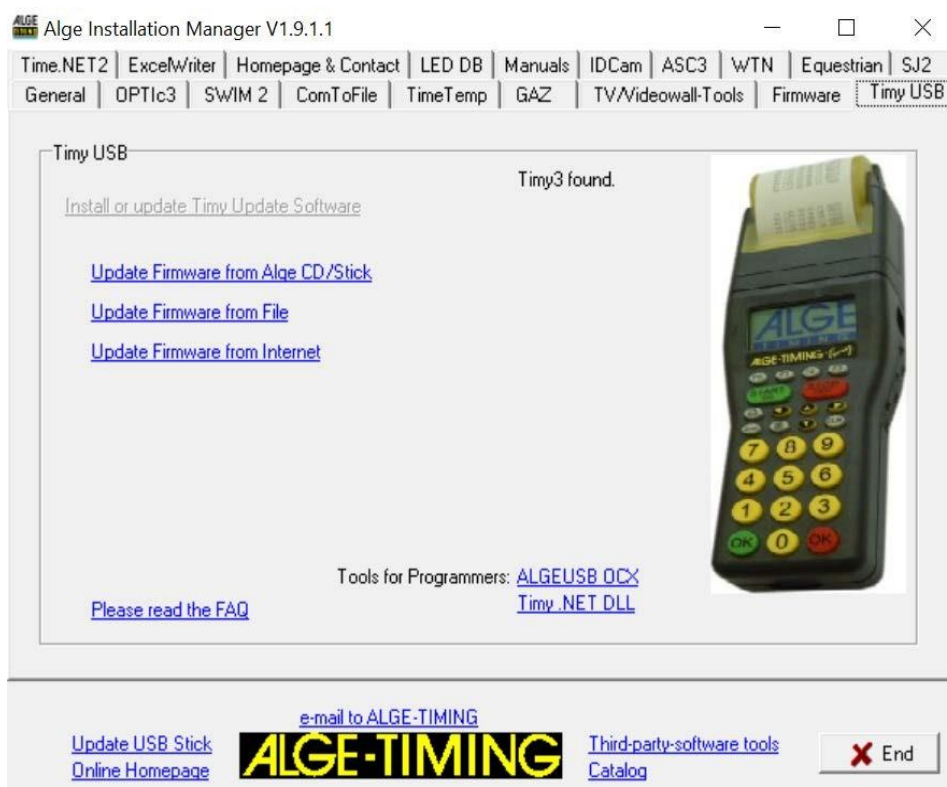 Alge Installation Manager V1.9.1.1
Time.NET2 ExcelWriter Homepage & Contact LED DB Manuals IDCam ASC3 WTN Equestrian SJ2
General OPTIc3 SWIM 2 ComToFile TimeTemp GAZ TV/Videowall-Tools Firmware Timy USB
Timy USB
Timy3 found.
Install or update Timy Update Software
Update Firmware from Alge CD/Stick
Update Firmware from File
Update Firmware from Internet
ALGE
TIMING
ALGE-TIMING
START
STOP
7 8 9
4 5 6
1 2 3
OK 0 OK
Tools for Programmers: ALGEUSB OCX
Timy .NET DLL
Please read the FAQ
e-mail to ALGE-TIMING
Update USB Stick
Online Homepage
ALGE-TIMING
Third-party-software tools
Catalog
End